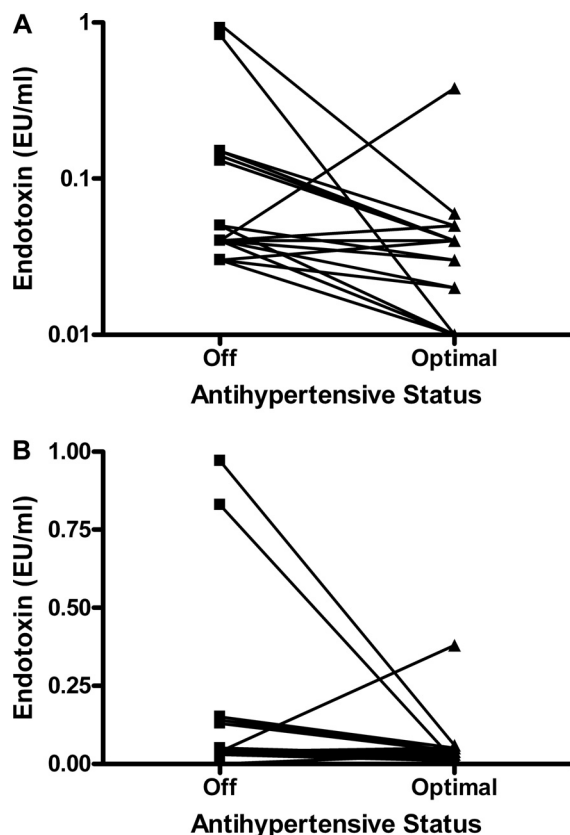 A
Endotoxin (EU/ml)
1
0.1
0.01
Off
Optimal
Antihypertensive Status
B
Endotoxin (EU/ml)
1.00
0.75
0.50
0.25
0.00
Off
Optimal
Antihypertensive Status